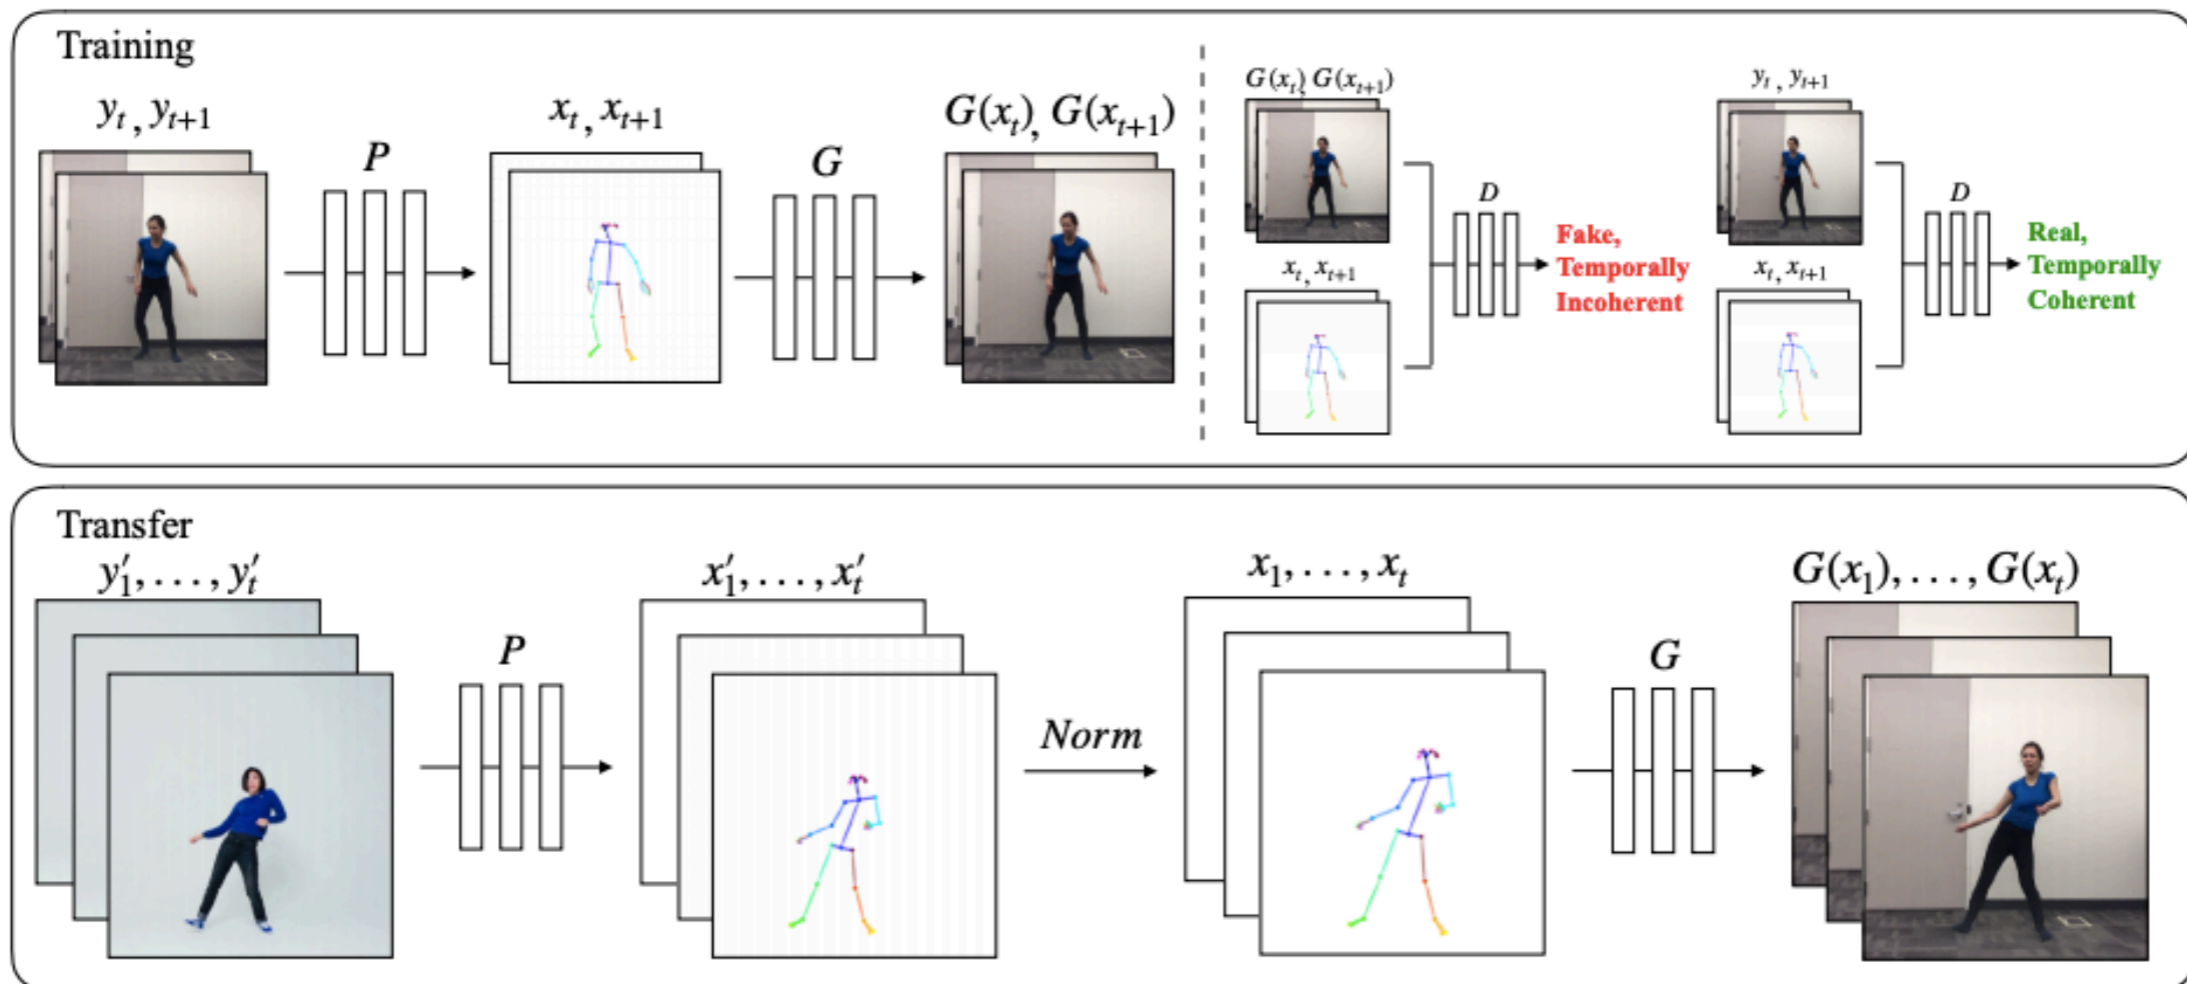 Training
y_t , y_{t+1}
P
x_t , x_{t+1}
G
G(x_t), G(x_{t+1})
G(x_t), G(x_{t+1})
x_t, x_{t+1}
D
Fake,
Temporally
Incoherent
y_t , y_{t+1}
x_t, x_{t+1}
D
Real,
Temporally
Coherent
Transfer
y′_1, . . . , y′_t
P
x′_1, . . . , x′_t
Norm
x_1, . . . , x_t
G
G(x_1), . . . , G(x_t)